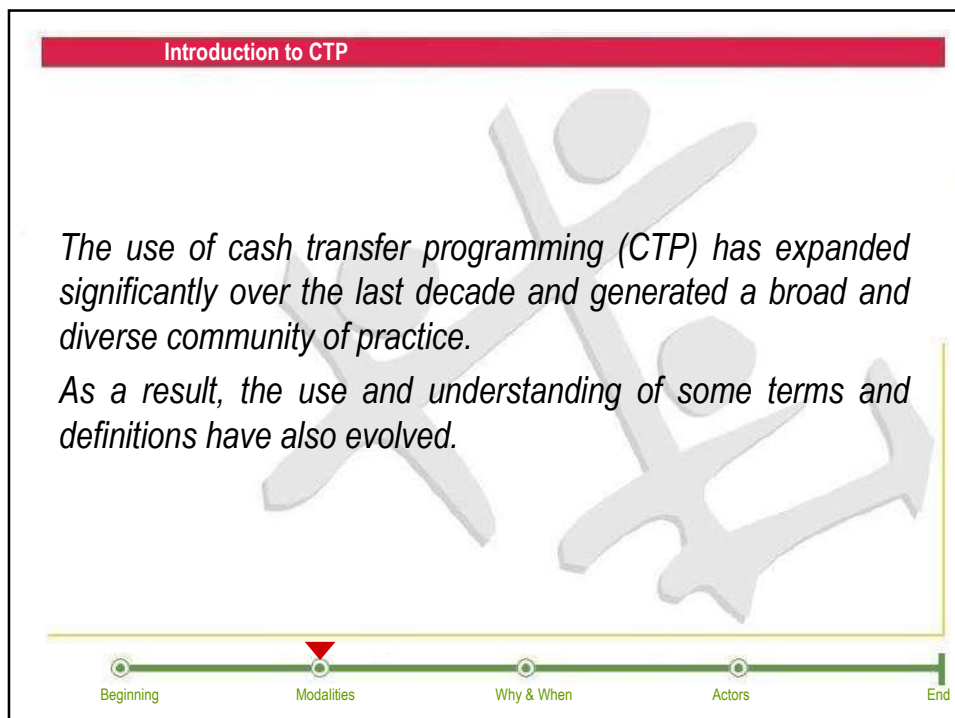 Introduction to CTP
The use of cash transfer programming (CTP) has expanded
significantly over the last decade and generated a broad and
diverse community of practice.
As a result, the use and understanding of some terms and
definitions have also evolved.
Beginning Modalities Why & When Actors End